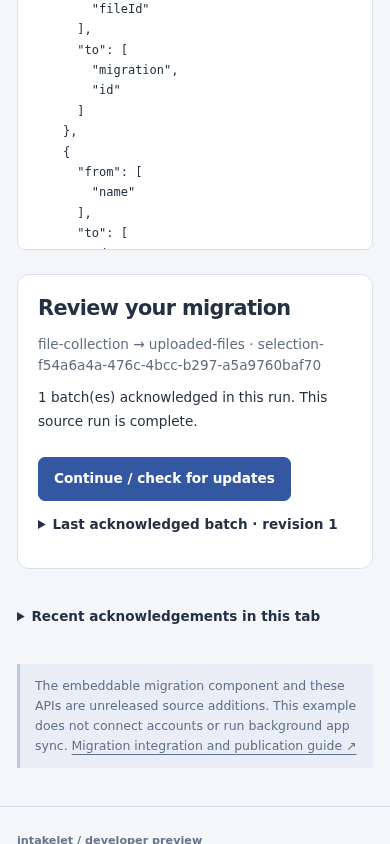 "fileId"
],
"to": [
"migration",
"id"
]
},
{
"from": [
"name"
],
"to": [
Review your migration
file-collection → uploaded-files · selection-
f54a6a4a-476c-4bcc-b297-a5a9760baf70
1 batch(es) acknowledged in this run. This
source run is complete.
Continue / check for updates
▶ Last acknowledged batch · revision 1
▶ Recent acknowledgements in this tab
The embeddable migration component and these
APIs are unreleased source additions. This example
does not connect accounts or run background app
sync. Migration integration and publication guide ↗
intakelet / developer preview